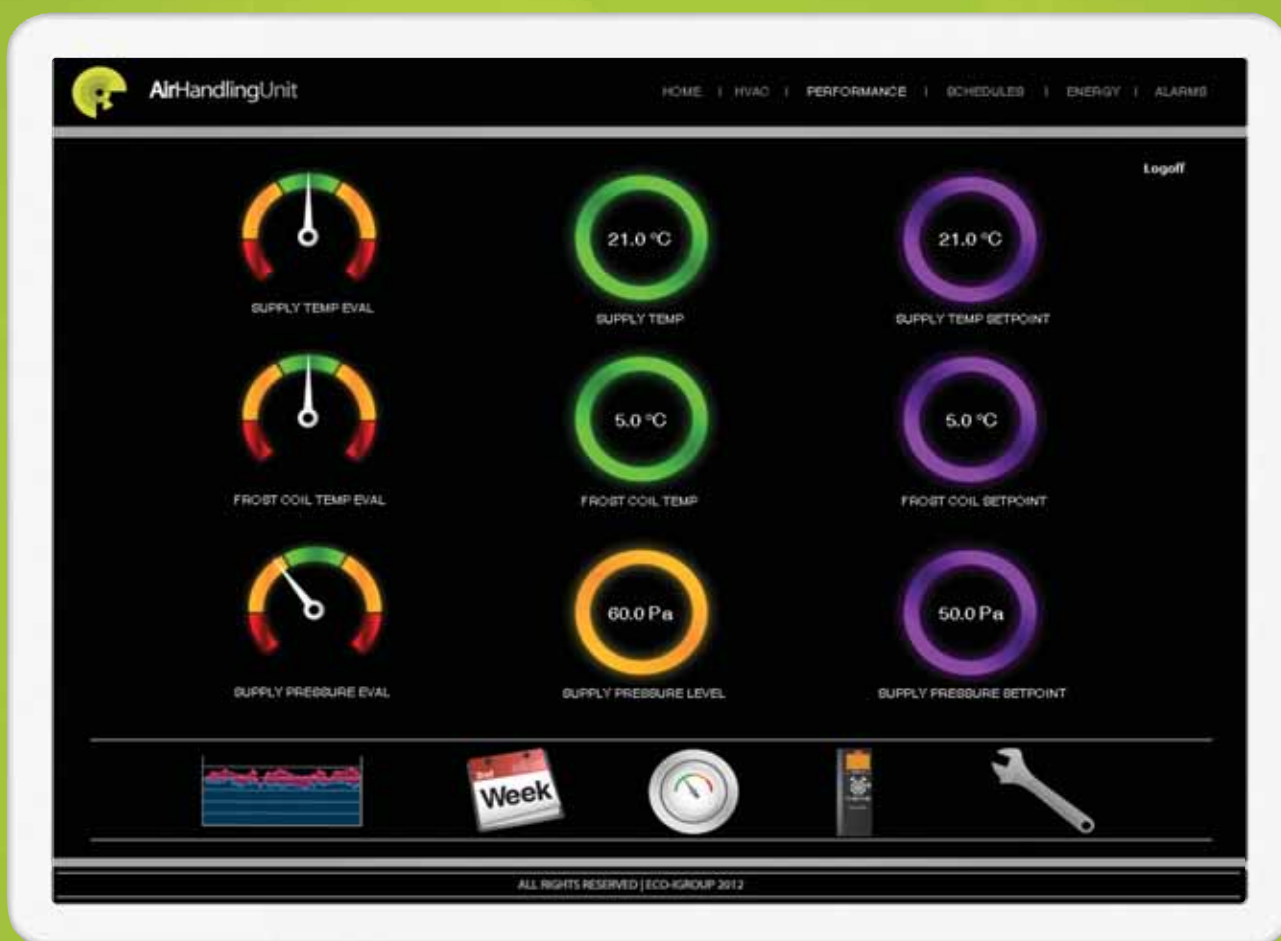 AirHandlingUnit
HOME | HVAC | PERFORMANCE | SCHEDULES | ENERGY | ALARMS
Logoff
21.0 °C
21.0 °C
SUPPLY TEMP EVAL
SUPPLY TEMP
SUPPLY TEMP SETPOINT
5.0 °C
5.0 °C
FROST COIL TEMP EVAL
FROST COIL TEMP
FROST COIL SETPOINT
60.0 Pa
50.0 Pa
SUPPLY PRESSURE EVAL
SUPPLY PRESSURE LEVEL
SUPPLY PRESSURE SETPOINT
Week
ALL RIGHTS RESERVED | ECO-IGROUP 2012